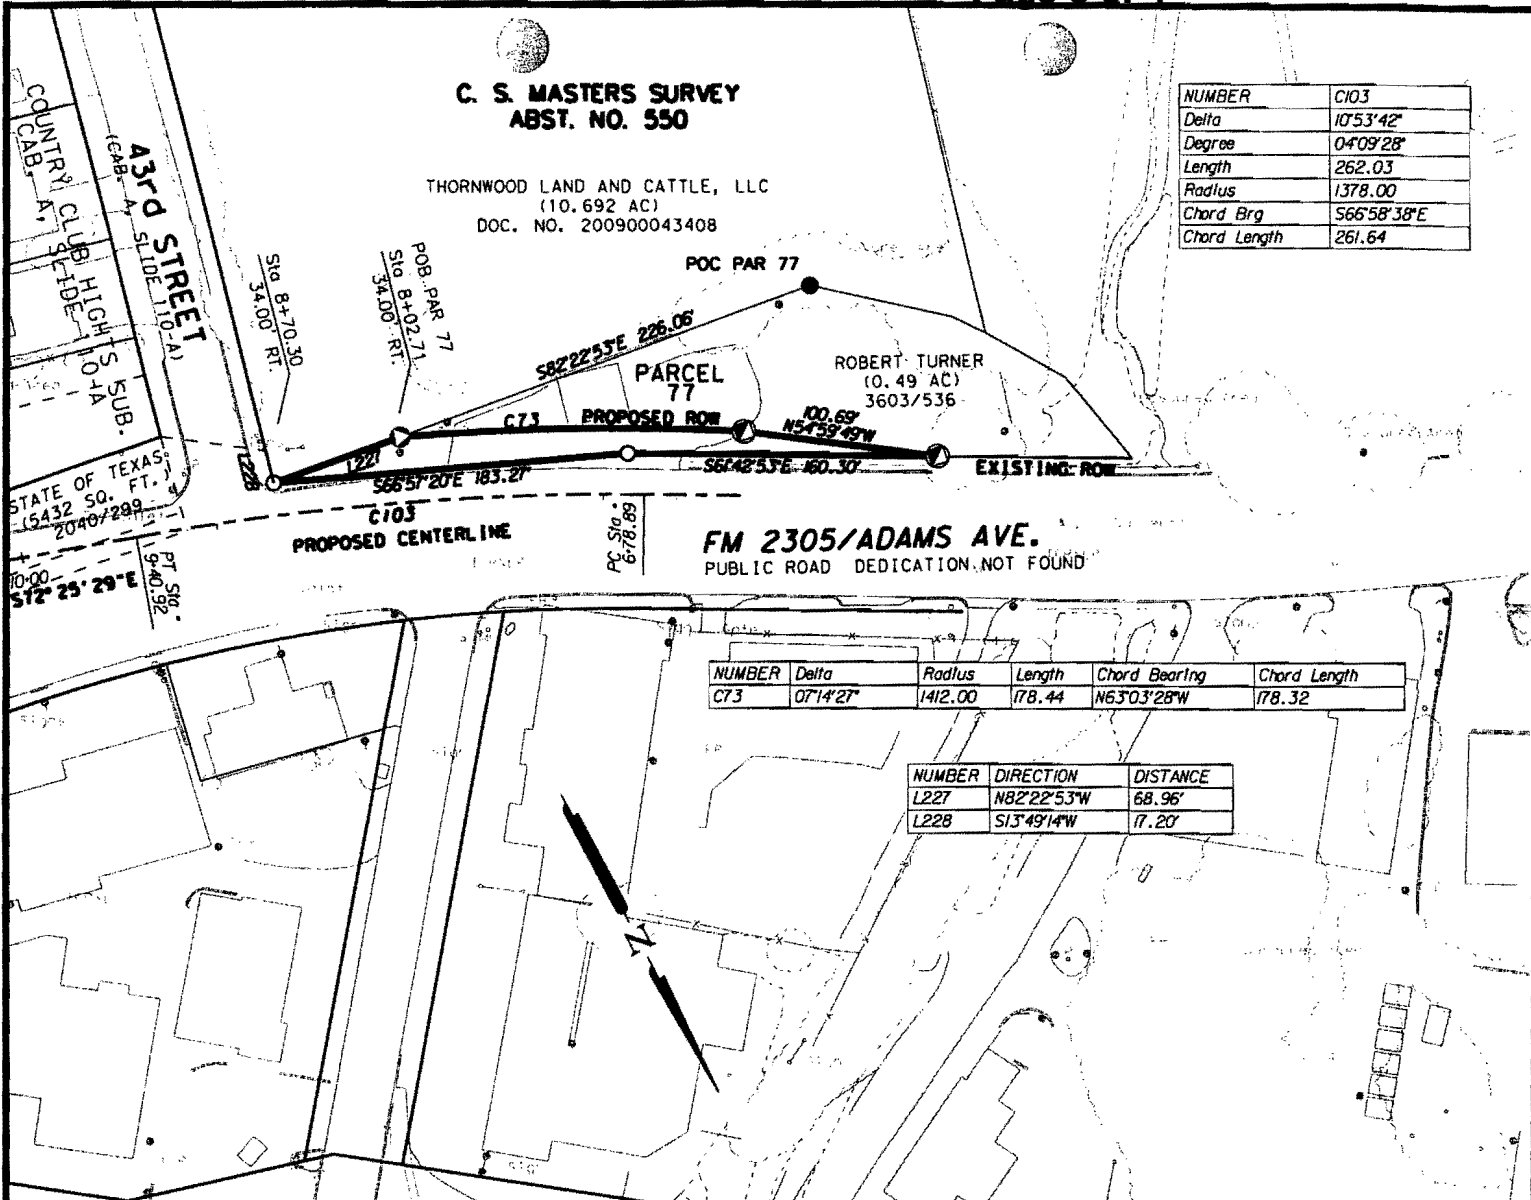 C. S. MASTERS SURVEY
ABST. NO. 550
THORNWOOD LAND AND CATTLE, LLC
(10.692 AC)
DOC. NO. 200900043408
NUMBER C103
Delta 10°53'42"
Degree 04°09'28"
Length 262.03
Radius 1378.00
Chord Brg S66°58'38"E
Chord Length 261.64
COUNTRY CLUB HIGHTS SUB.
CAB. A, SLIDE 110-A
43rd STREET
(CAB. A, SLIDE 110-A)
Sta 8+70.30
34.00' RT.
POB PAR 77
Sta 8+02.71
34.00' RT.
POC PAR 77
S82°22'53"E 226.06'
PARCEL
77
ROBERT TURNER
(0.49 AC)
3603/536
C73
PROPOSED ROW
100.69'
N54°59'49"W
L227
L228
S66°57'20"E 183.27'
S61°42'53"E 160.30'
EXISTING ROW
STATE OF TEXAS
(5432 SQ. FT.)
2040/299
C103
PROPOSED CENTERLINE
PC Sta.
6+78.89
FM 2305/ADAMS AVE.
PUBLIC ROAD DEDICATION NOT FOUND
10+00
S72°25'29"E
PT Sta.
9+40.92
NUMBER Delta Radius Length Chord Bearing Chord Length
C73 07°14'27" 1412.00 178.44 N63°03'28"W 178.32
NUMBER DIRECTION DISTANCE
L227 N82°22'53"W 68.96'
L228 S13°49'14"W 17.20'
N